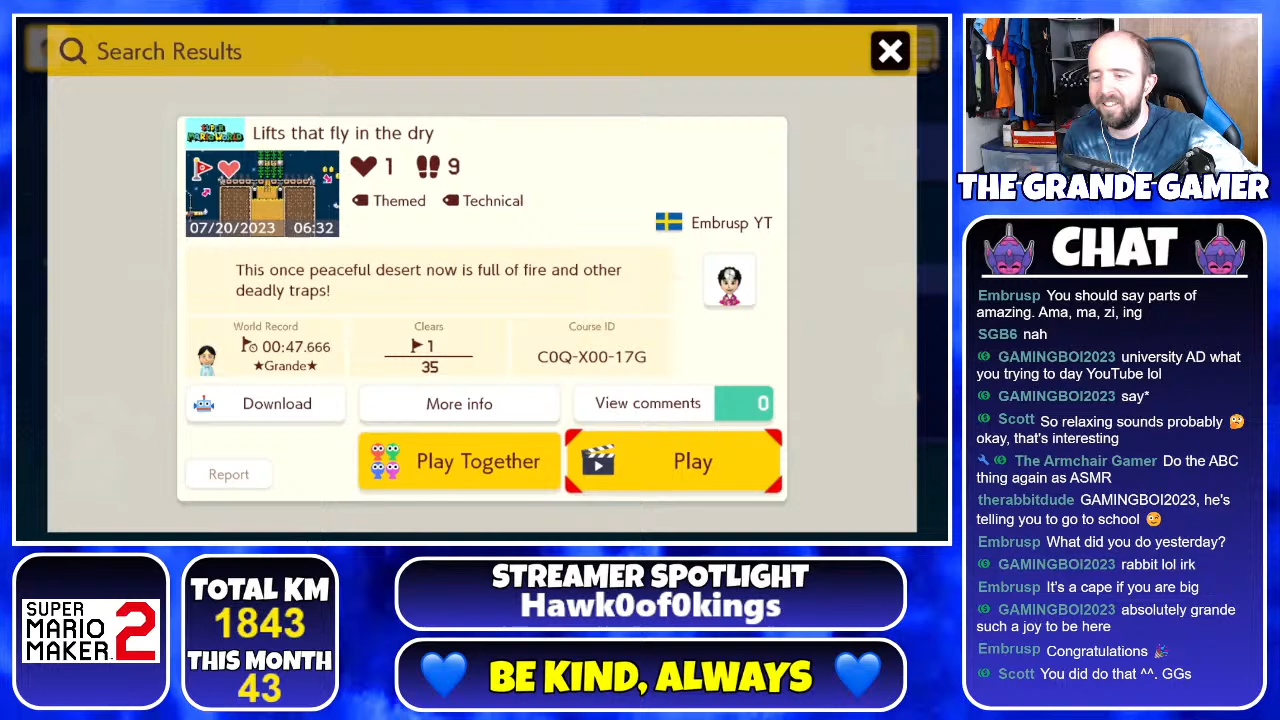 Search Results
SUPER MARIO WORLD
Lifts that fly in the dry
1
9
Themed
Technical
07/20/2023 06:32
Embrusp YT
This once peaceful desert now is full of fire and other
deadly traps!
World Record
00:47.666
★Grande★
Clears
1
35
Course ID
C0Q-X00-17G
Download
More info
View comments
0
Report
Play Together
Play
THE GRANDE GAMER
CHAT
Embrusp You should say parts of
amazing. Ama, ma, zi, ing
SGB6 nah
GAMINGBOI2023 university AD what
you trying to day YouTube lol
GAMINGBOI2023 say*
Scott So relaxing sounds probably 🤔
okay, that's interesting
The Armchair Gamer Do the ABC
thing again as ASMR
therabbitdude GAMINGBOI2023, he's
telling you to go to school 🧐
Embrusp What did you do yesterday?
GAMINGBOI2023 rabbit lol irk
Embrusp It's a cape if you are big
GAMINGBOI2023 absolutely grande
such a joy to be here
Embrusp Congratulations 🎉
Scott You did do that ^^. GGs
SUPER
MARIO
MAKER 2
TOTAL KM
1843
THIS MONTH
43
STREAMER SPOTLIGHT
Hawk0of0kings
BE KIND, ALWAYS